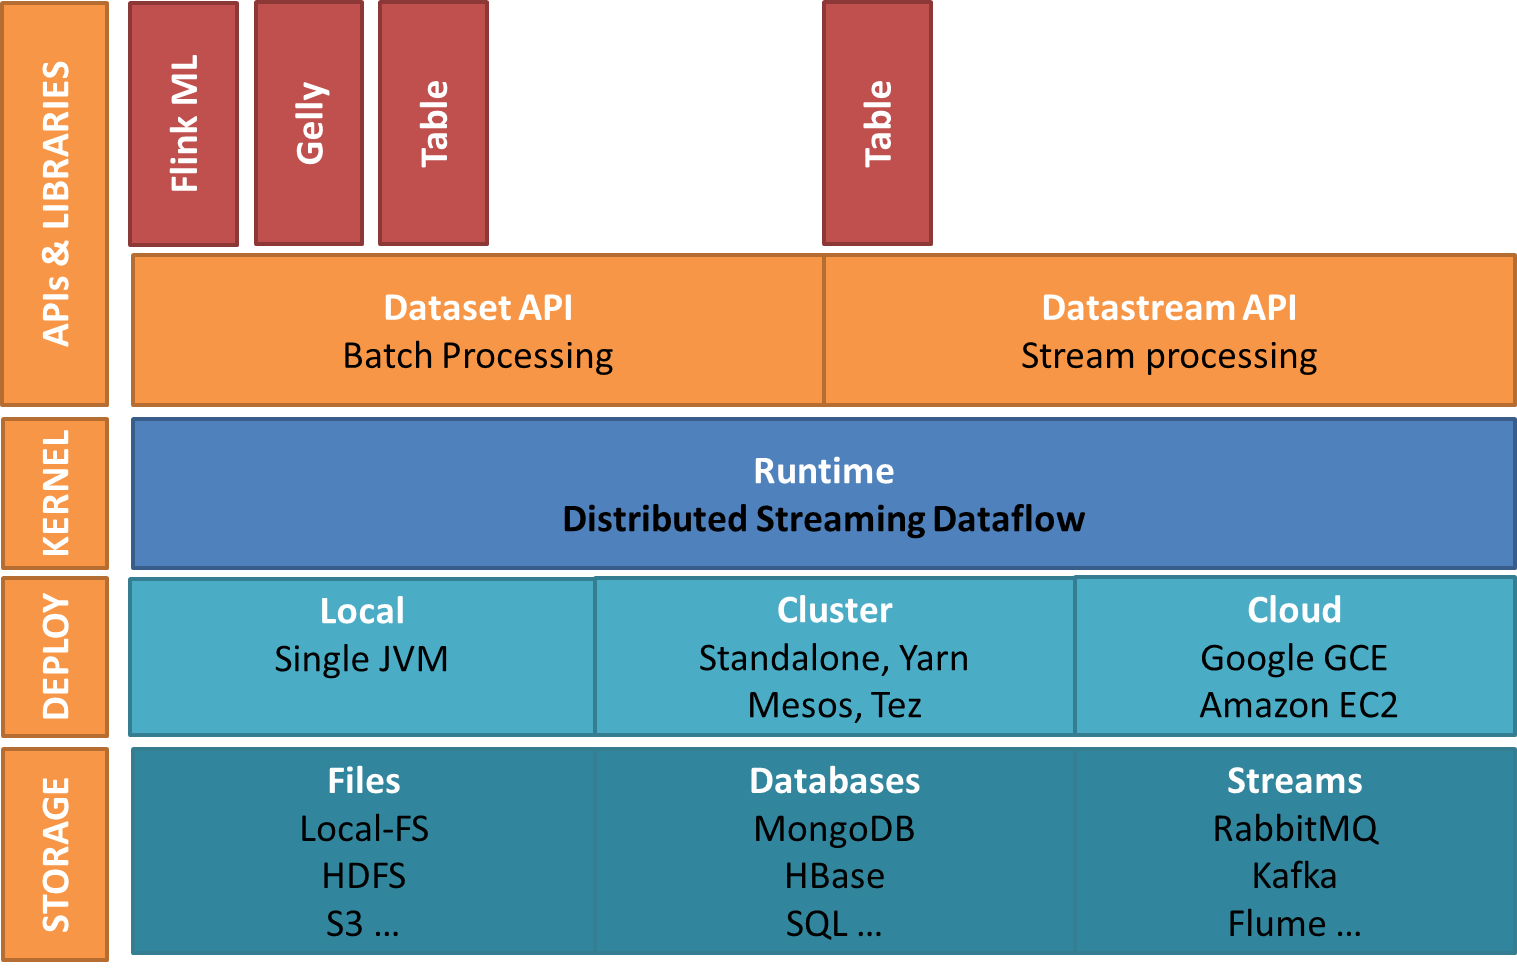 APIs & LIBRARIES
Flink ML
Gelly
Table
Table
Dataset API
Batch Processing
Datastream API
Stream processing
KERNEL
Runtime
Distributed Streaming Dataflow
DEPLOY
Local
Single JVM
Cluster
Standalone, Yarn
Mesos, Tez
Cloud
Google GCE
Amazon EC2
STORAGE
Files
Local-FS
HDFS
S3 ...
Databases
MongoDB
HBase
SQL ...
Streams
RabbitMQ
Kafka
Flume ...